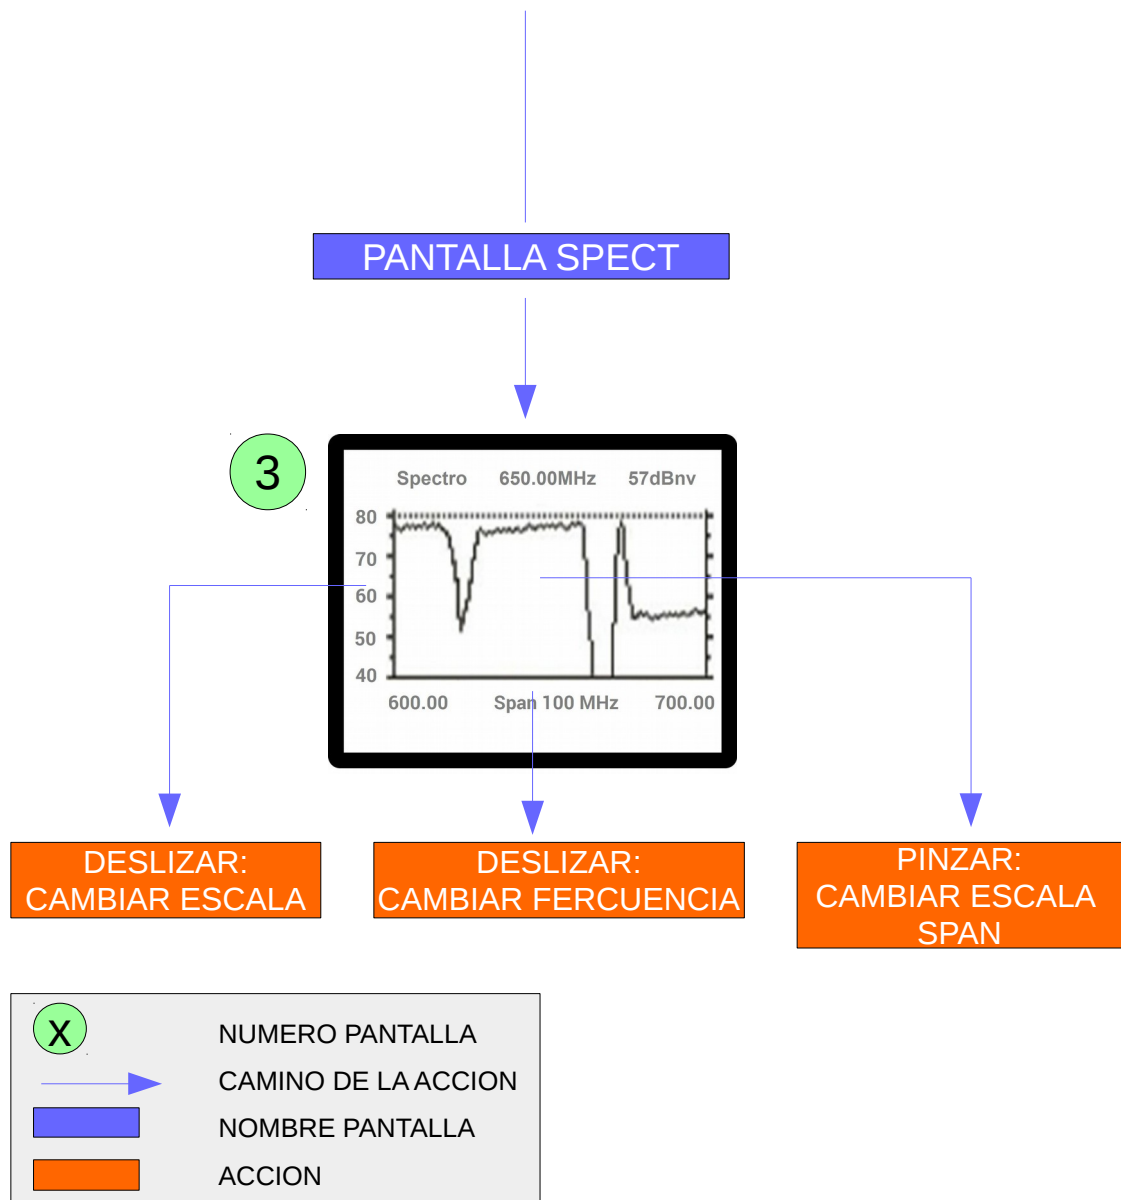 PANTALLA SPECT
3
Spectro 650.00MHz 57dBnv
80
70
60
50
40
600.00 Span 100 MHz 700.00
DESLIZAR:
CAMBIAR ESCALA
DESLIZAR:
CAMBIAR FERCUENCIA
PINZAR:
CAMBIAR ESCALA
SPAN
X NUMERO PANTALLA
CAMINO DE LA ACCION
NOMBRE PANTALLA
ACCION